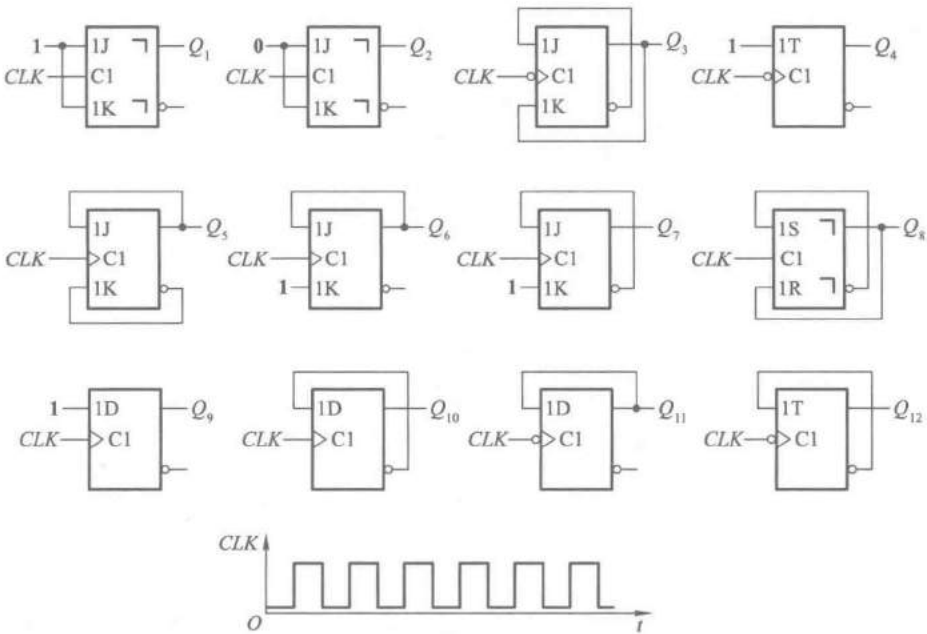 1 1J Q1
CLK C1
1K
0 1J Q2
CLK C1
1K
1J Q3
CLK C1
1K
1 1T Q4
CLK C1
1J Q5
CLK C1
1K
1J Q6
CLK C1
1 1K
1J Q7
CLK C1
1 1K
1S Q8
CLK C1
1R
1 1D Q9
CLK C1
1D Q10
CLK C1
1D Q11
CLK C1
1T Q12
CLK C1
CLK
O t